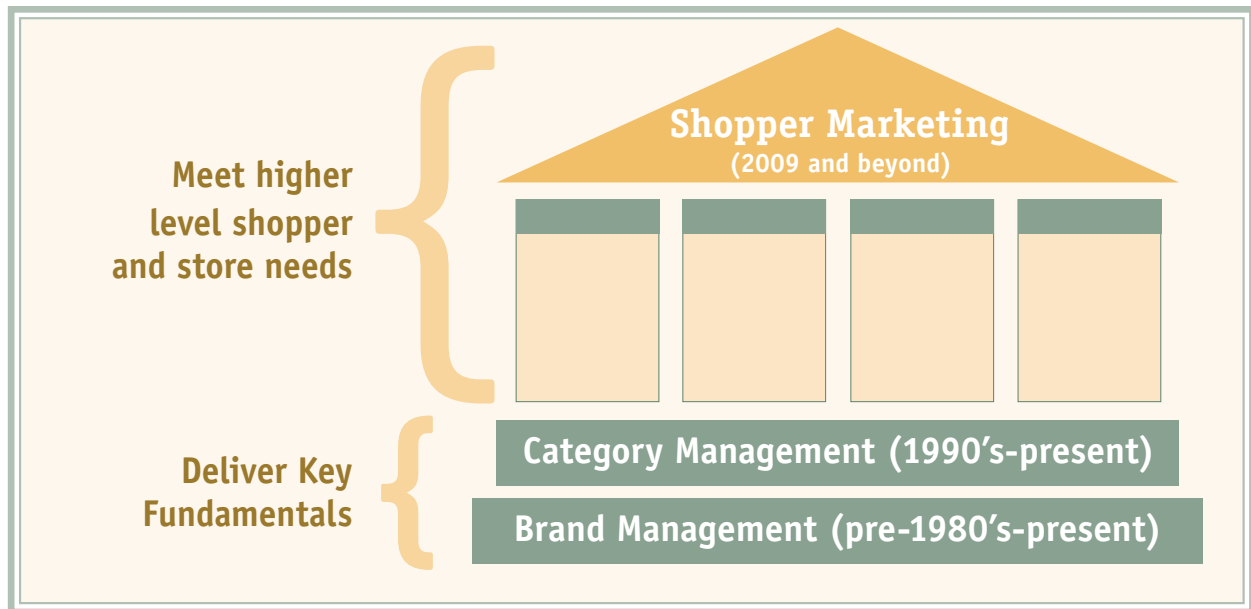 Shopper Marketing
(2009 and beyond)
Meet higher
level shopper
and store needs
Category Management (1990's-present)
Deliver Key
Fundamentals
Brand Management (pre-1980's-present)